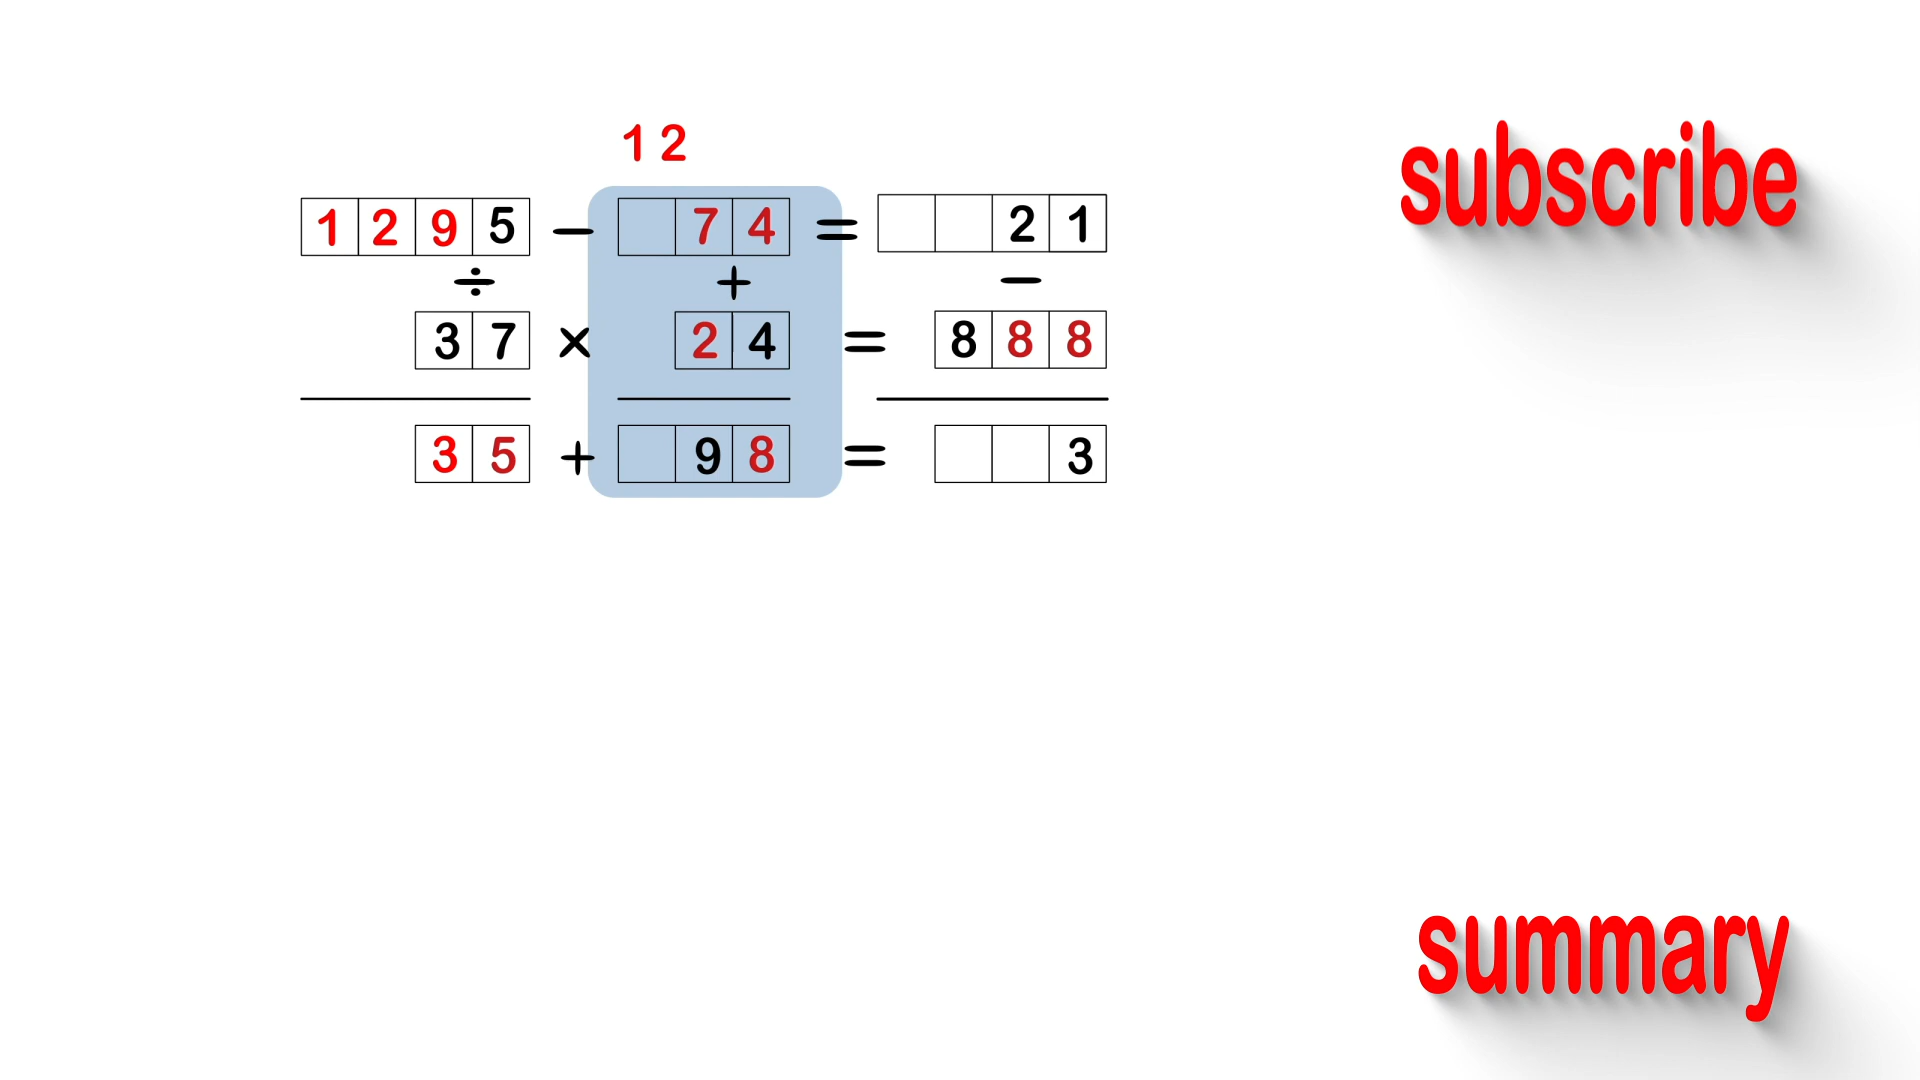 1 2
1 2 9 5 − 7 4 = 2 1
÷ + −
3 7 × 2 4 = 8 8 8
3 5 + 9 8 = 3
subscribe
summary